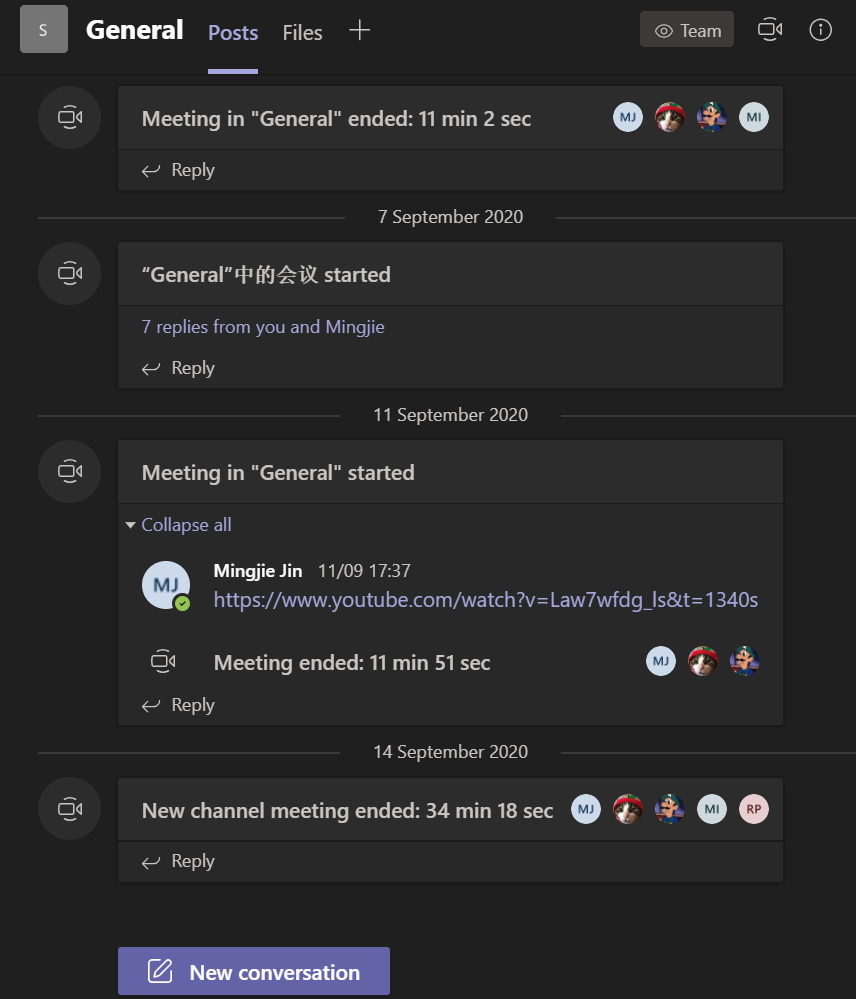 S
General
Posts
Files
Team
Meeting in "General" ended: 11 min 2 sec
MJ
MI
Reply
7 September 2020
“General”中的会议 started
7 replies from you and Mingjie
Reply
11 September 2020
Meeting in "General" started
Collapse all
MJ
Mingjie Jin 11/09 17:37
https://www.youtube.com/watch?v=Law7wfdg_ls&t=1340s
Meeting ended: 11 min 51 sec
MJ
Reply
14 September 2020
New channel meeting ended: 34 min 18 sec
MJ
MI
RP
Reply
New conversation